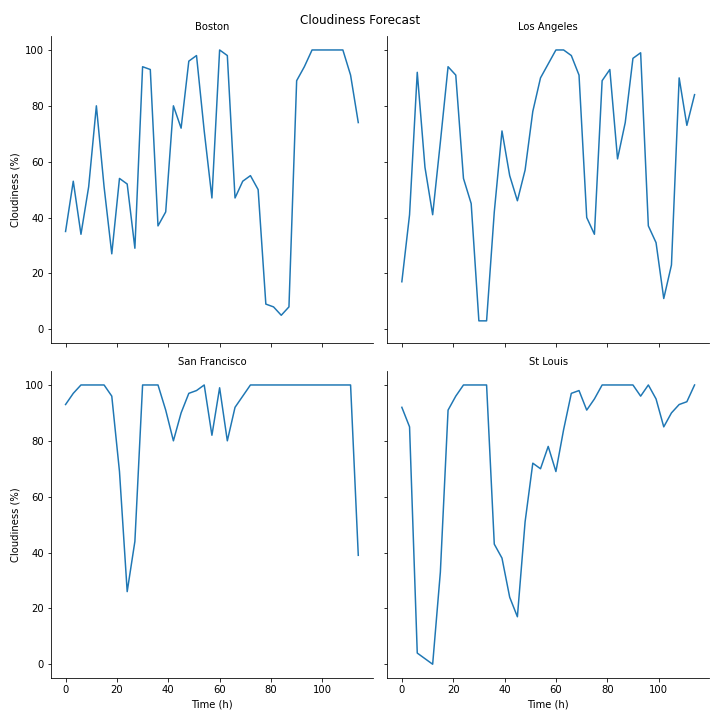 Cloudiness Forecast
Boston
Los Angeles
Cloudiness (%)
100
80
60
40
20
0
San Francisco
St Louis
Cloudiness (%)
100
80
60
40
20
0
0 20 40 60 80 100
0 20 40 60 80 100
Time (h)
Time (h)